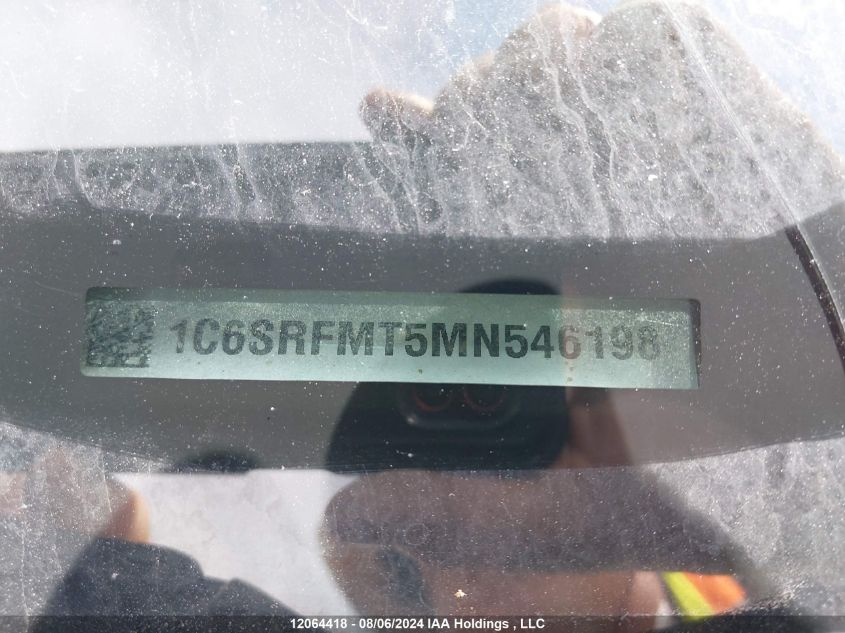 1C6SRFMT5MN546198
12064418 - 08/06/2024 IAA Holdings , LLC